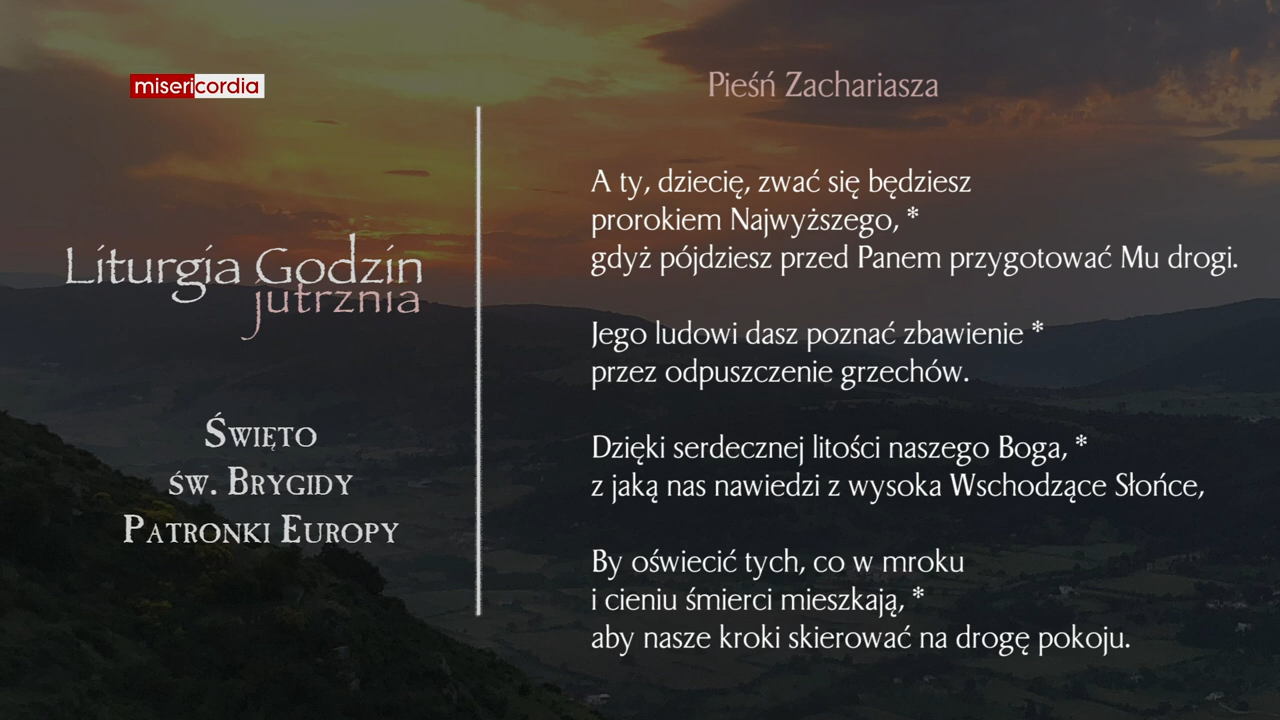 misericordia
Liturgia Godzin
jutrznia
Święto
św. Brygidy
Patronki Europy
Pieśń Zachariasza
A ty, dziecię, zwać się będziesz
prorokiem Najwyższego, *
gdyż pójdziesz przed Panem przygotować Mu drogi.
Jego ludowi dasz poznać zbawienie *
przez odpuszczenie grzechów.
Dzięki serdecznej litości naszego Boga, *
z jaką nas nawiedzi z wysoka Wschodzące Słońce,
By oświecić tych, co w mroku
i cieniu śmierci mieszkają, *
aby nasze kroki skierować na drogę pokoju.